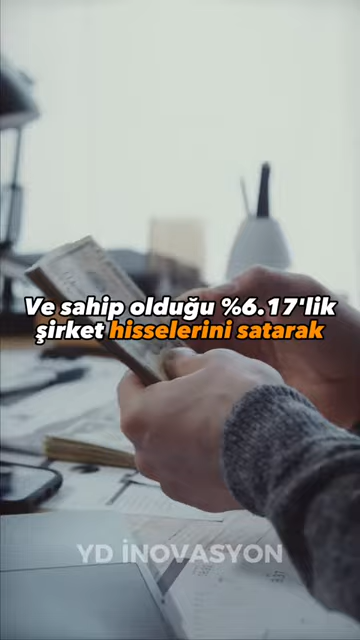 Ve sahip olduğu %6.17'lik
şirket hisselerini satarak
YD İNOVASYON